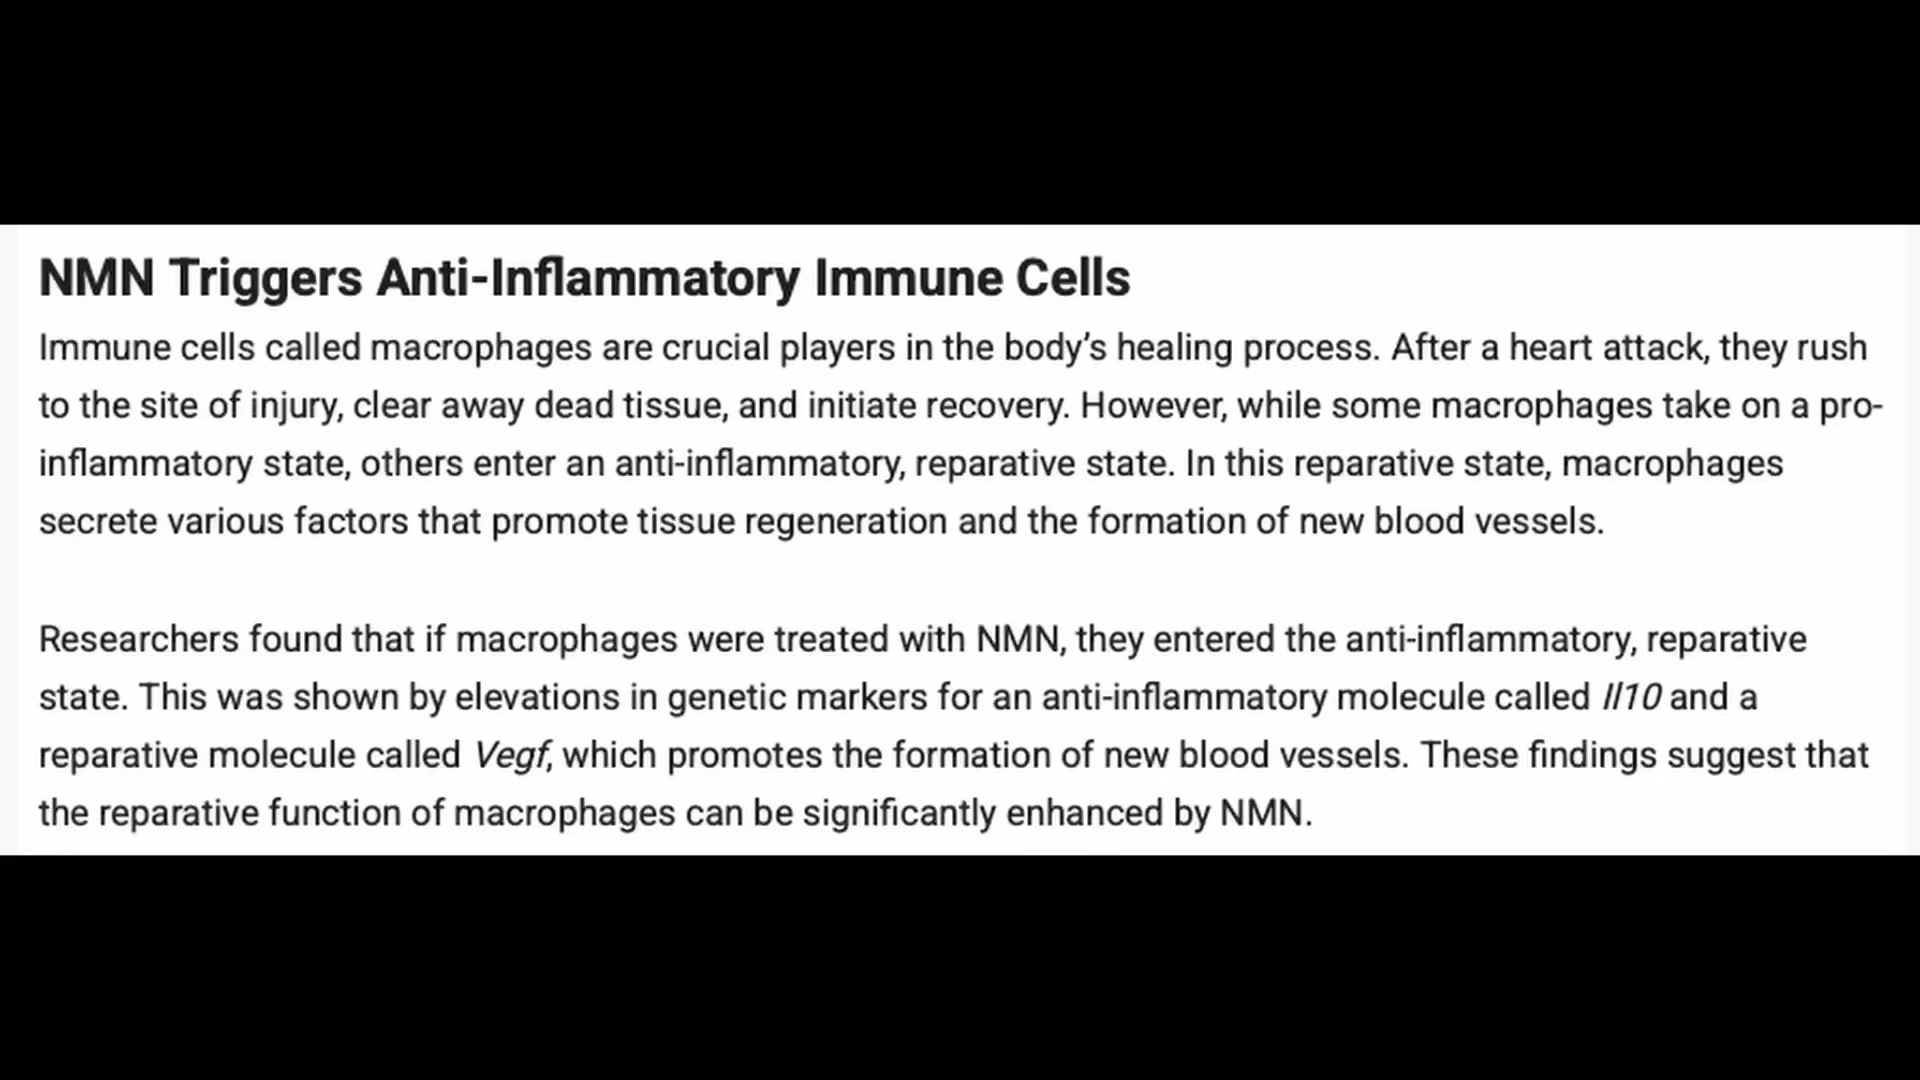 NMN Triggers Anti-Inflammatory Immune Cells
Immune cells called macrophages are crucial players in the body’s healing process. After a heart attack, they rush
to the site of injury, clear away dead tissue, and initiate recovery. However, while some macrophages take on a pro-
inflammatory state, others enter an anti-inflammatory, reparative state. In this reparative state, macrophages
secrete various factors that promote tissue regeneration and the formation of new blood vessels.
Researchers found that if macrophages were treated with NMN, they entered the anti-inflammatory, reparative
state. This was shown by elevations in genetic markers for an anti-inflammatory molecule called Il10 and a
reparative molecule called Vegf, which promotes the formation of new blood vessels. These findings suggest that
the reparative function of macrophages can be significantly enhanced by NMN.